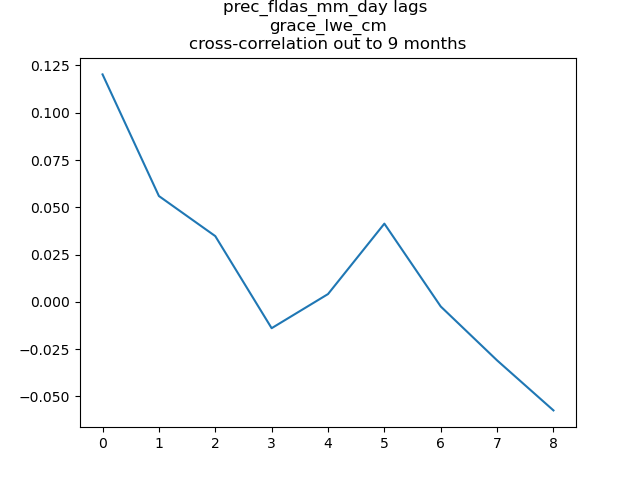 prec_fldas_mm_day lags
grace_lwe_cm
cross-correlation out to 9 months
0.125
0.100
0.075
0.050
0.025
0.000
−0.025
−0.050
0 1 2 3 4 5 6 7 8